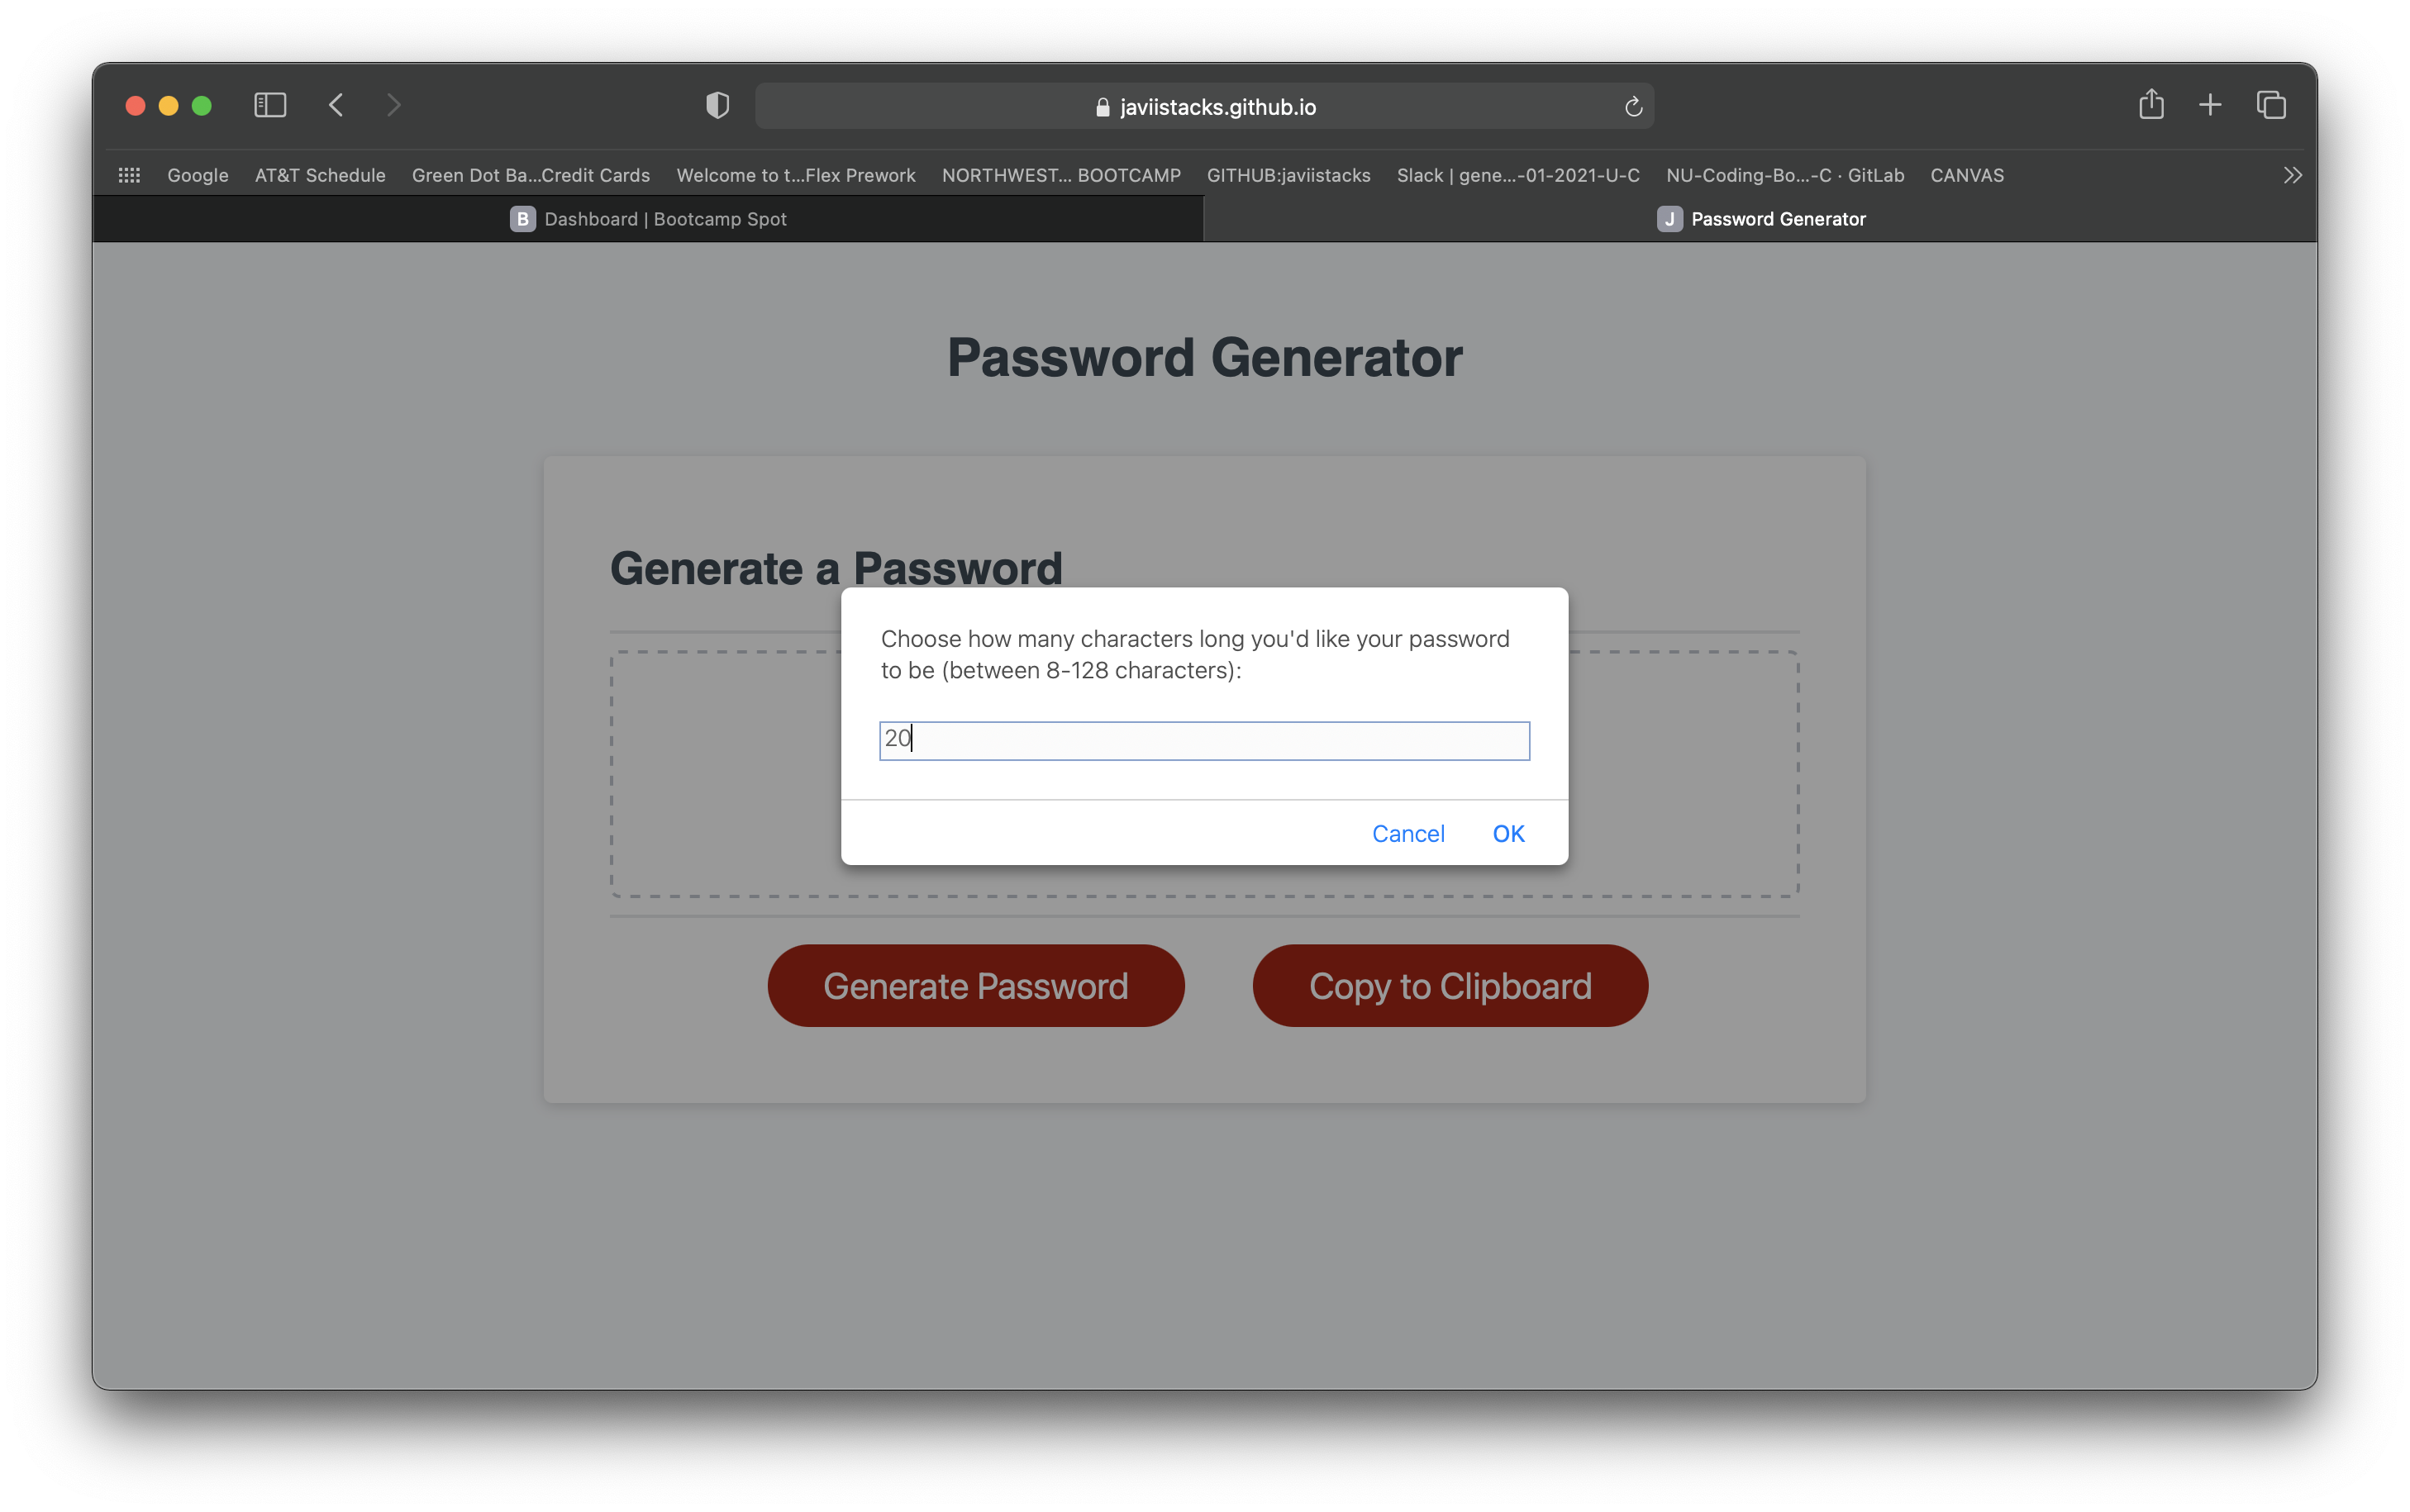 javiistacks.github.io
Google AT&T Schedule Green Dot Ba...Credit Cards Welcome to t...Flex Prework NORTHWEST... BOOTCAMP GITHUB:javiistacks Slack | gene...-01-2021-U-C NU-Coding-Bo...-C · GitLab CANVAS
B Dashboard | Bootcamp Spot J Password Generator
Password Generator
Generate a Password
Choose how many characters long you'd like your password
to be (between 8-128 characters):
20
Cancel OK
Generate Password Copy to Clipboard